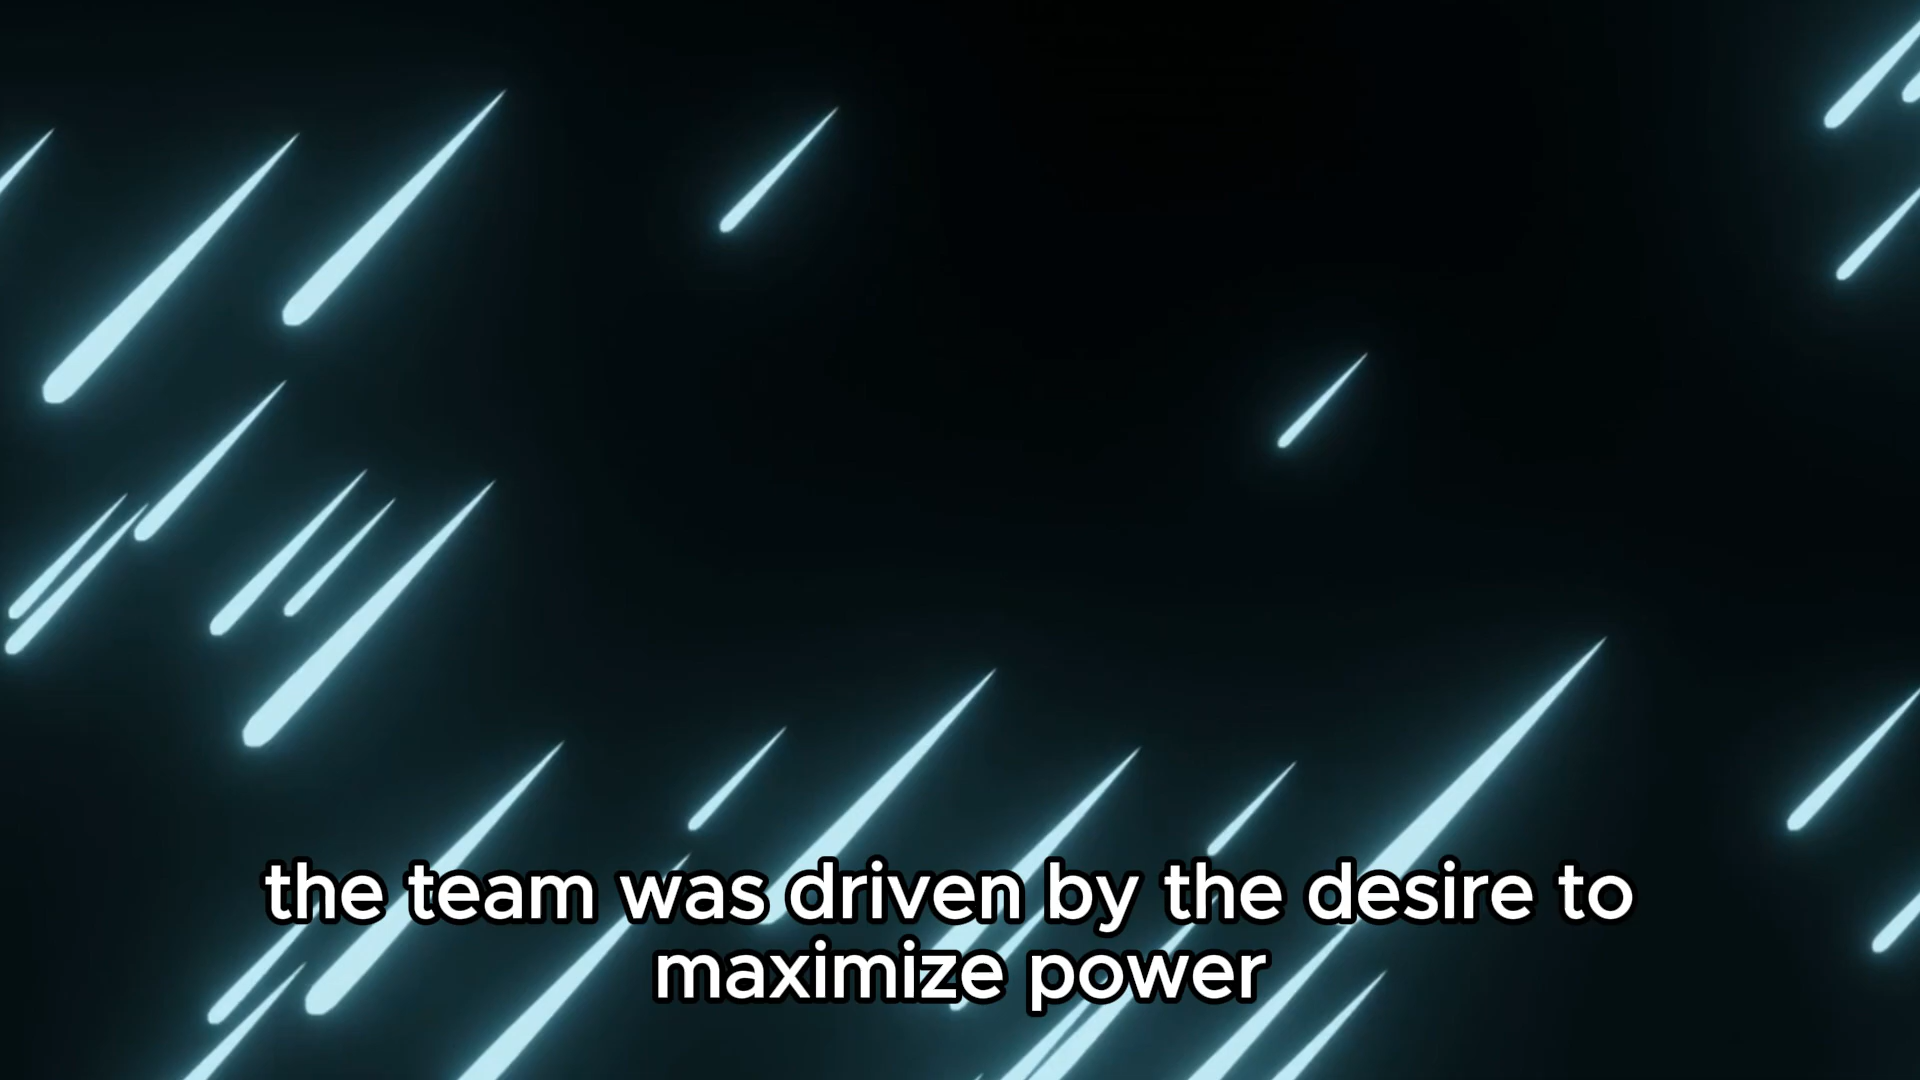 the team was driven by the desire to
maximize power